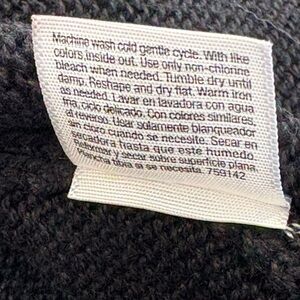 Machine wash cold gentle cycle. With like
colors, inside out. Use only non-chlorine
bleach when needed. Tumble dry until
damp. Reshape and dry flat. Warm iron
as needed. Lavar en lavadora con agua
fria, ciclo delicado. Con colores similares,
al reverso. Usar solamente blanqueador
sin cloro cuando se necesite. Secar en
secadora hasta que este humedo.
Reformar y secar sobre superficie plana.
Plancha tibia si se necesita. 759142